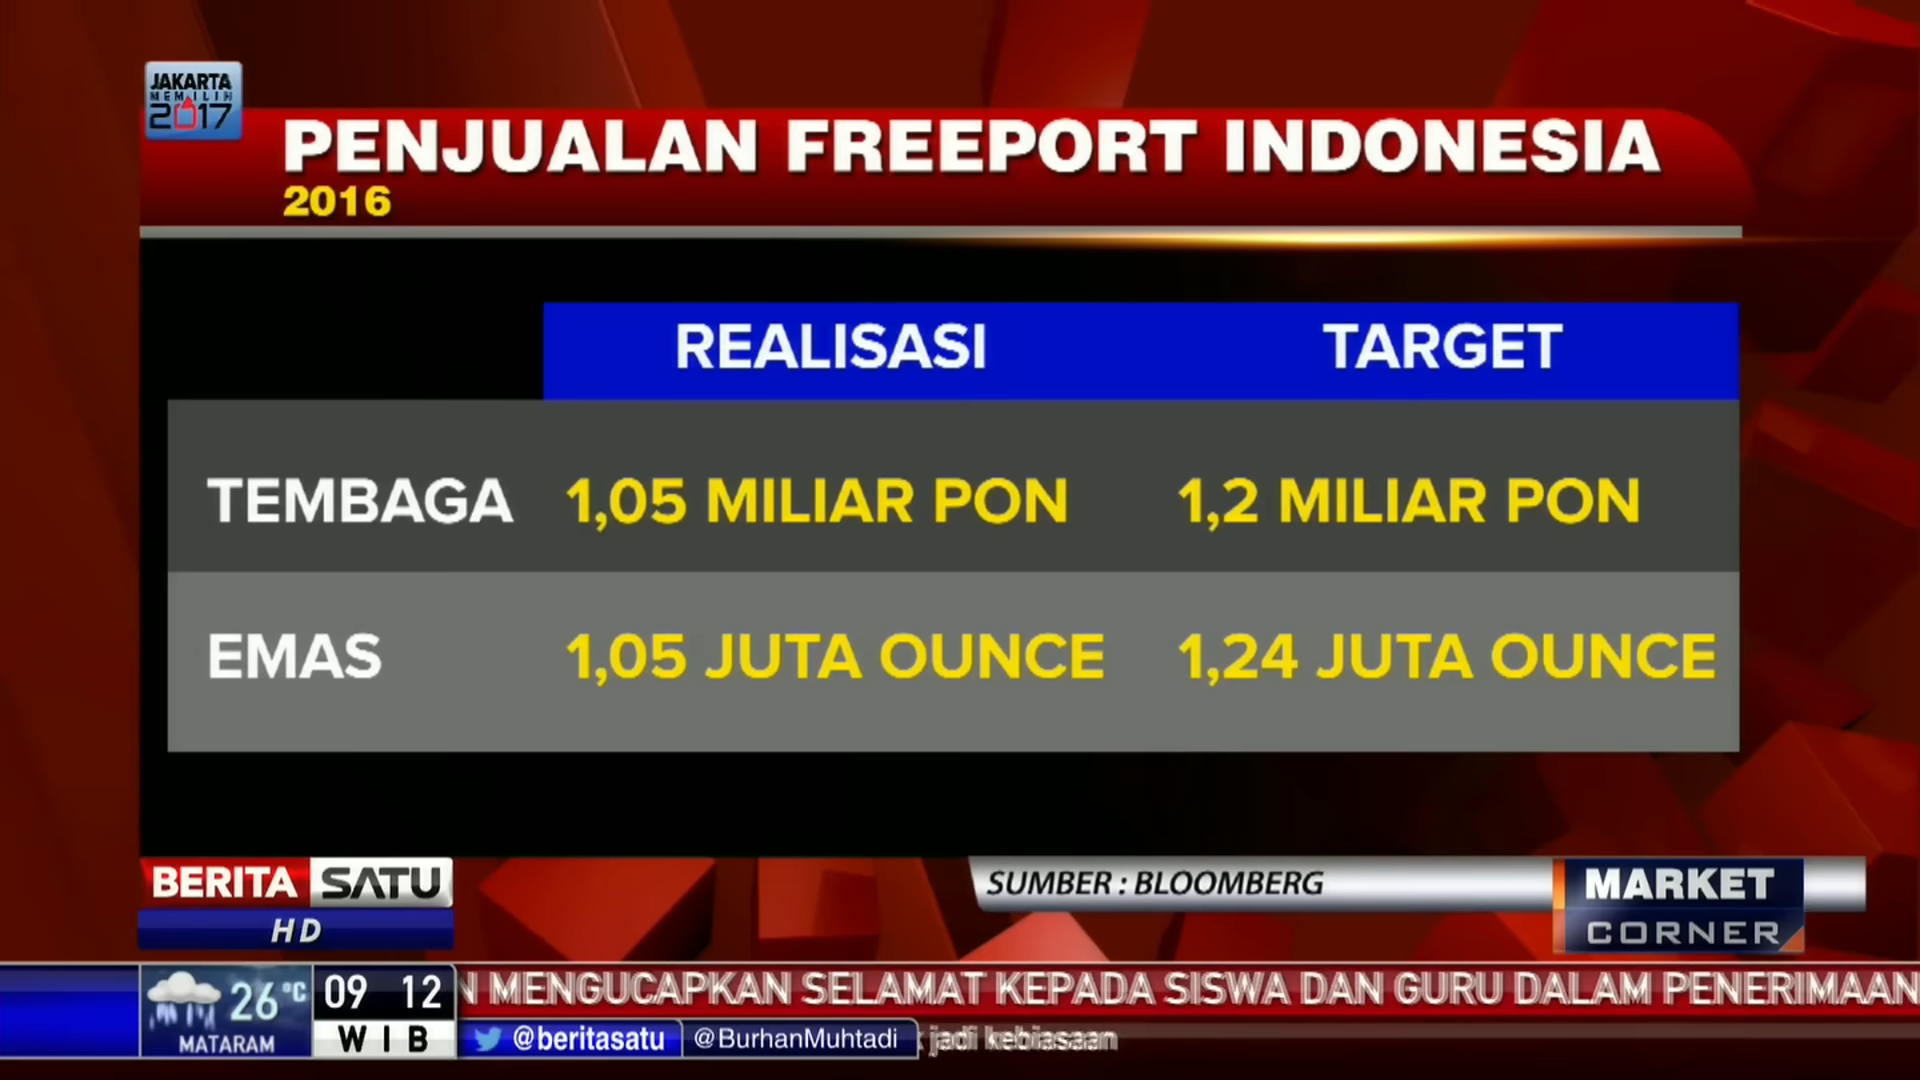 JAKARTA
MEMILIH
2017
PENJUALAN FREEPORT INDONESIA
2016
REALISASI TARGET
TEMBAGA 1,05 MILIAR PON 1,2 MILIAR PON
EMAS 1,05 JUTA OUNCE 1,24 JUTA OUNCE
BERITA SATU
HD
SUMBER : BLOOMBERG
MARKET
CORNER
26°C
MATARAM
09 12
WIB
N MENGUCAPKAN SELAMAT KEPADA SISWA DAN GURU DALAM PENERIMAAN
@beritasatu @BurhanMuhtadi jadi kebiasaan